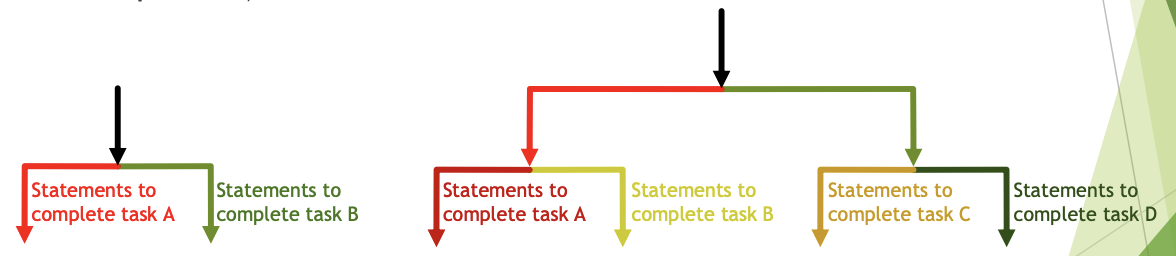 Statements to
complete task A
Statements to
complete task B
Statements to
complete task A
Statements to
complete task B
Statements to
complete task C
Statements to
complete task D